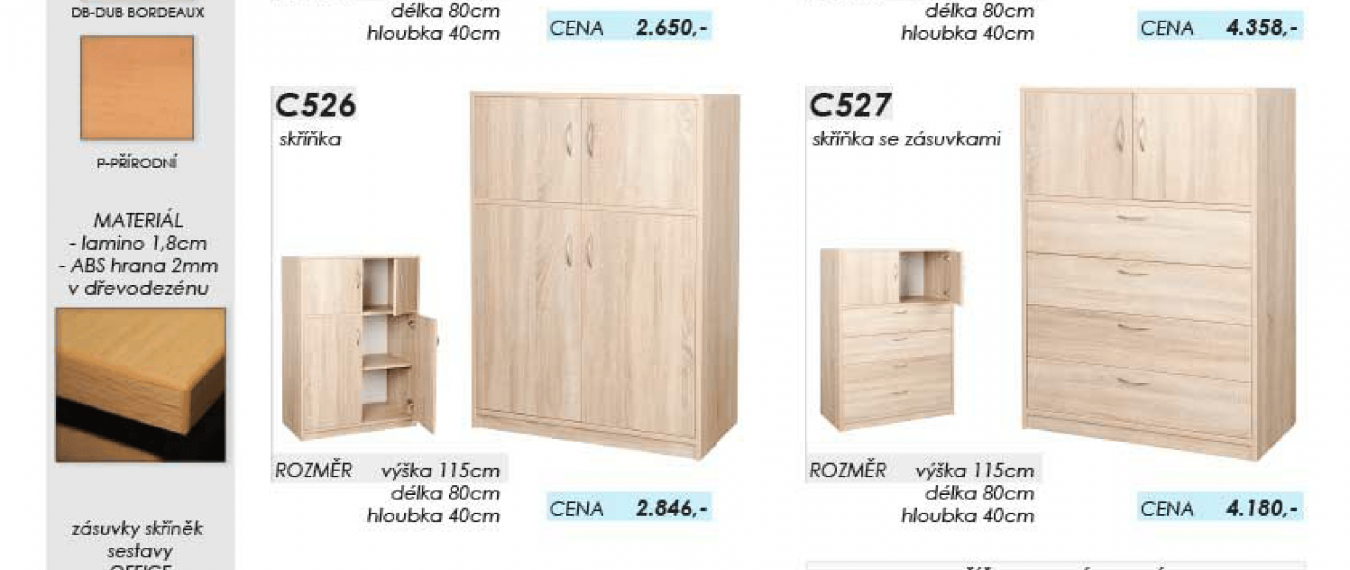 DB-DUB BORDEAUX
P-PŘÍRODNÍ
MATERIÁL
- lamino 1,8cm
- ABS hrana 2mm
v dřevodezénu
zásuvky skříněk
sestavy
OFFICE
délka 80cm
hloubka 40cm
CENA 2.650,-
délka 80cm
hloubka 40cm
CENA 4.358,-
C526
skříňka
ROZMĚR výška 115cm
délka 80cm
hloubka 40cm
CENA 2.846,-
C527
skříňka se zásuvkami
ROZMĚR výška 115cm
délka 80cm
hloubka 40cm
CENA 4.180,-